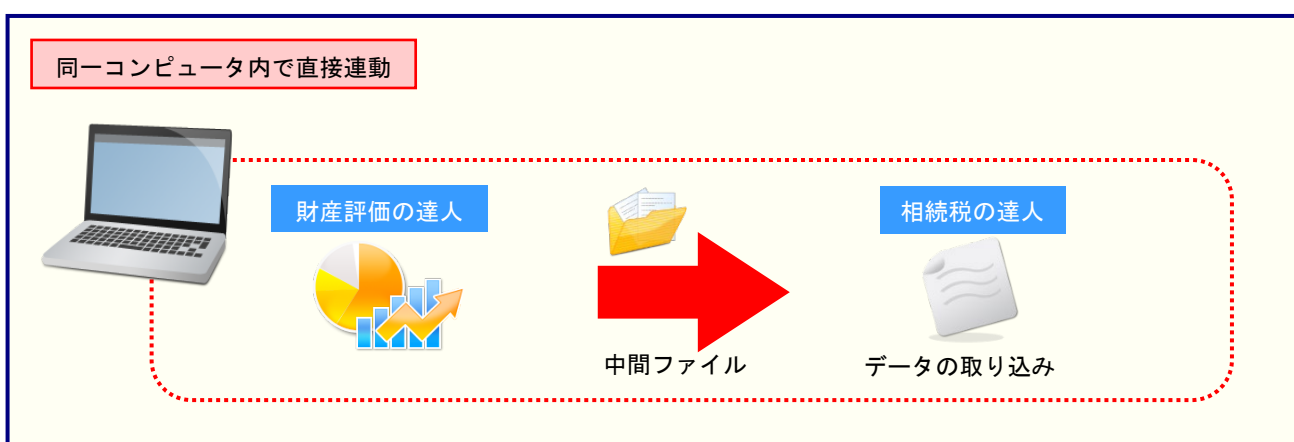 同一コンピュータ内で直接連動
財産評価の達人
相続税の達人
中間ファイル
データの取り込み